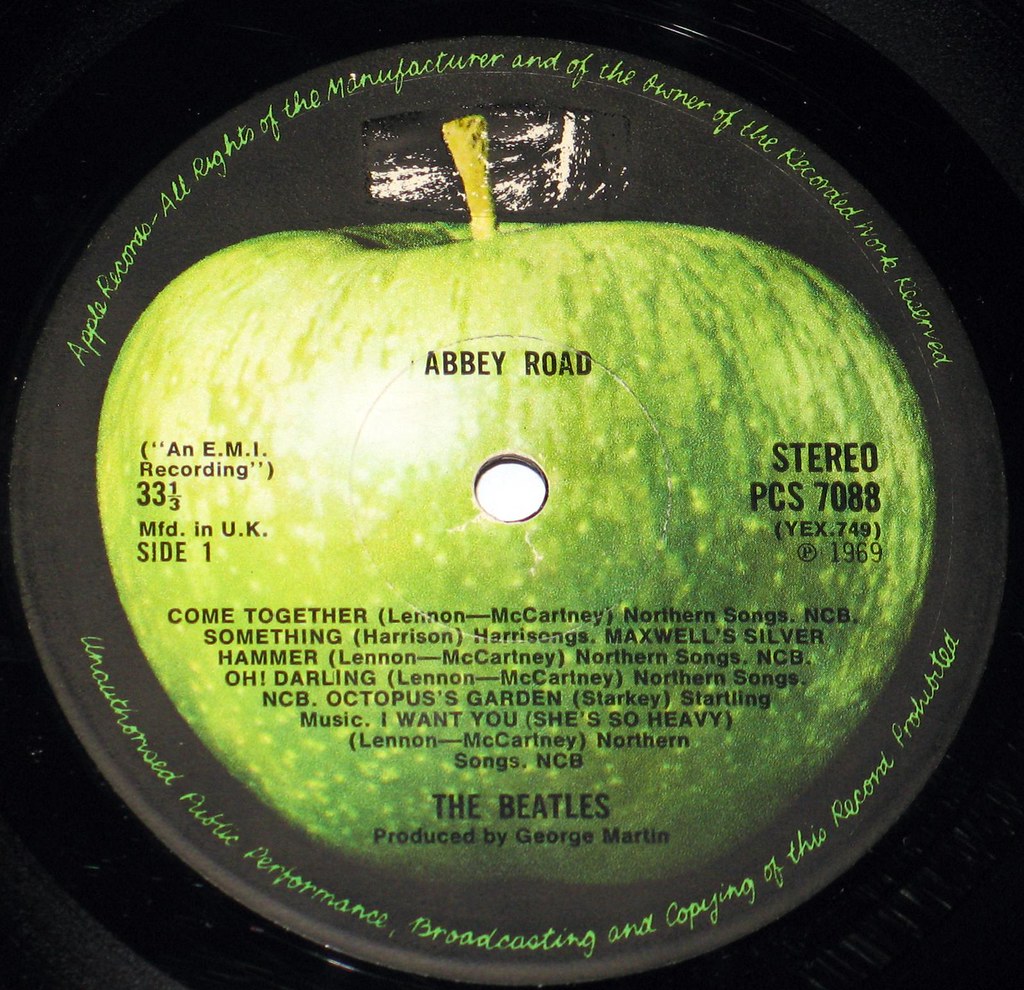 Apple Records - All Rights of the Manufacturer and of the Owner of the Recorded Work Reserved
ABBEY ROAD
("An E.M.I.
Recording")
33⅓
Mfd. in U.K.
SIDE 1
STEREO
PCS 7088
(YEX.749)
℗ 1969
COME TOGETHER (Lennon—McCartney) Northern Songs. NCB.
SOMETHING (Harrison) Harrisongs. MAXWELL'S SILVER
HAMMER (Lennon—McCartney) Northern Songs. NCB.
OH! DARLING (Lennon—McCartney) Northern Songs.
NCB. OCTOPUS'S GARDEN (Starkey) Startling
Music. I WANT YOU (SHE'S SO HEAVY)
(Lennon—McCartney) Northern
Songs. NCB
THE BEATLES
Produced by George Martin
Unauthorised Public Performance, Broadcasting and Copying of this Record Prohibited